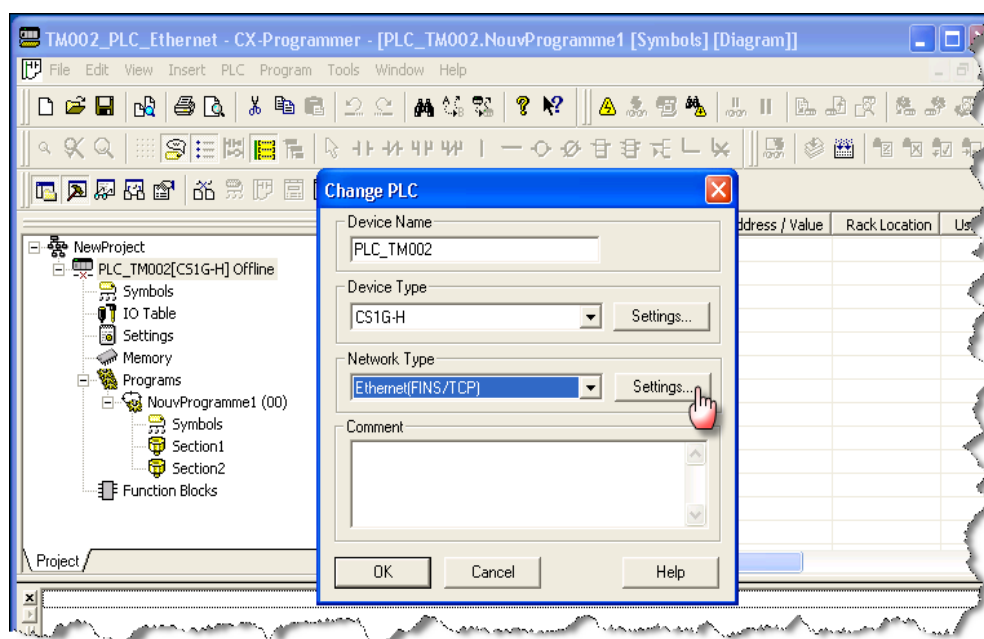 TM002_PLC_Ethernet - CX-Programmer - [PLC_TM002.NouvProgramme1 [Symbols] [Diagram]]
File Edit View Insert PLC Program Tools Window Help
Change PLC
Address / Value Rack Location
NewProject
PLC_TM002[CS1G-H] Offline
Symbols
IO Table
Settings
Memory
Programs
NouvProgramme1 (00)
Symbols
Section1
Section2
Function Blocks
Project
Device Name
PLC_TM002
Device Type
CS1G-H Settings...
Network Type
Ethernet(FINS/TCP) Settings...
Comment
OK Cancel Help